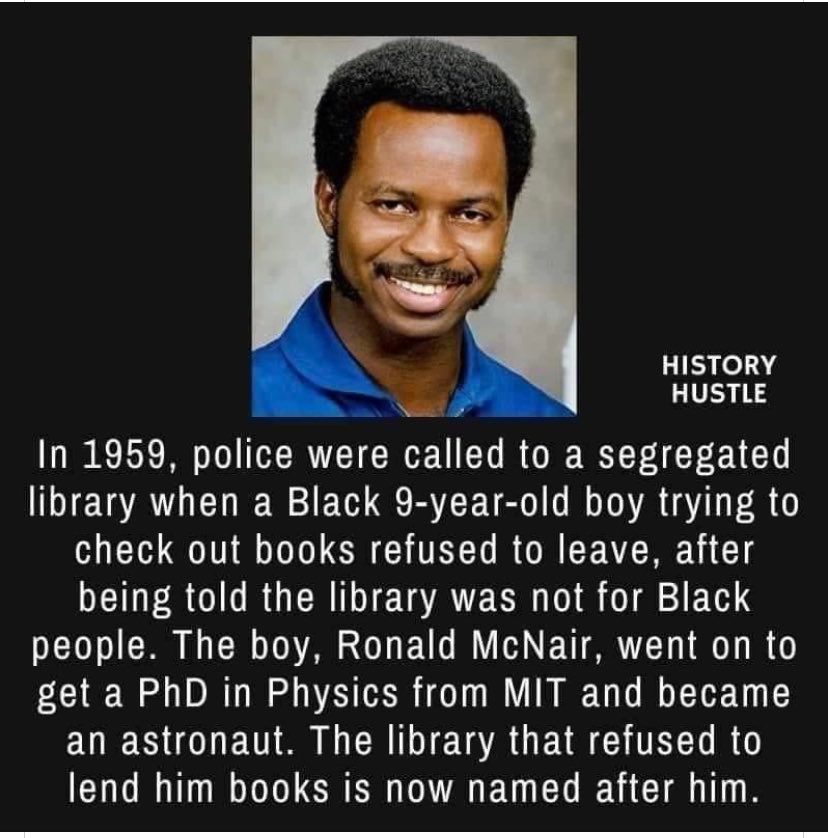 HISTORY
HUSTLE
In 1959, police were called to a segregated
library when a Black 9-year-old boy trying to
check out books refused to leave, after
being told the library was not for Black
people. The boy, Ronald McNair, went on to
get a PhD in Physics from MIT and became
an astronaut. The library that refused to
lend him books is now named after him.